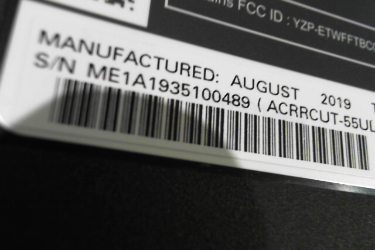 ins FCC ID : YZP-ETWFFTBC
MANUFACTURED: AUGUST 2019
S/N ME1A1935100489 ( ACRRCUT-55UL